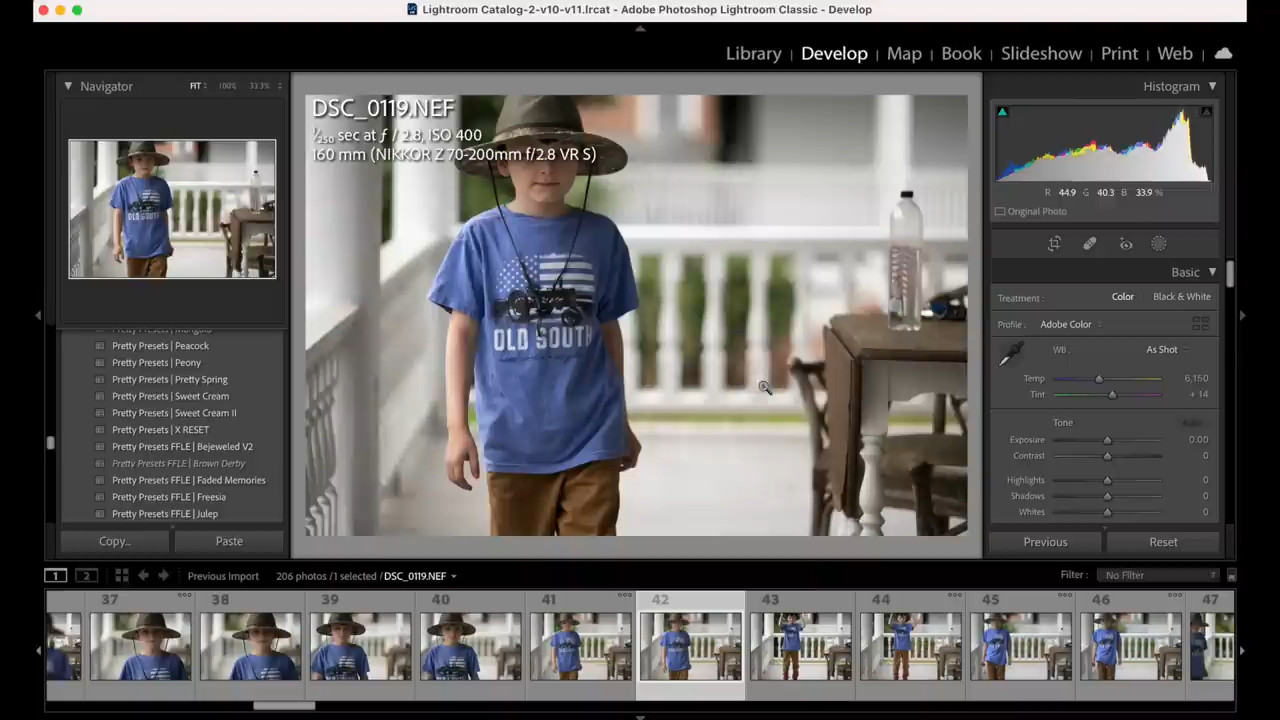 Lightroom Catalog-2-v10-v11.lrcat - Adobe Photoshop Lightroom Classic - Develop
Library | Develop | Map | Book | Slideshow | Print | Web
Navigator FIT 100% 33.3%
Histogram
DSC_0119.NEF
1/250 sec at ƒ / 2.8, ISO 400
160 mm (NIKKOR Z 70-200mm f/2.8 VR S)
OLD SOUTH
R 44.9 G 40.3 B 33.9 %
Original Photo
Basic
Treatment : Color Black & White
Profile : Adobe Color
WB : As Shot
Temp 6,150
Tint + 14
Tone Auto
Exposure 0.00
Contrast 0
Highlights 0
Shadows 0
Whites 0
Pretty Presets | Marigold
Pretty Presets | Peacock
Pretty Presets | Peony
Pretty Presets | Pretty Spring
Pretty Presets | Sweet Cream
Pretty Presets | Sweet Cream II
Pretty Presets | X RESET
Pretty Presets FFLE | Bejeweled V2
Pretty Presets FFLE | Brown Derby
Pretty Presets FFLE | Faded Memories
Pretty Presets FFLE | Freesia
Pretty Presets FFLE | Julep
Copy... Paste
Previous Reset
1 2 Previous Import 206 photos / 1 selected / DSC_0119.NEF
Filter : No Filter
37 38 39 40 41 42 43 44 45 46 47